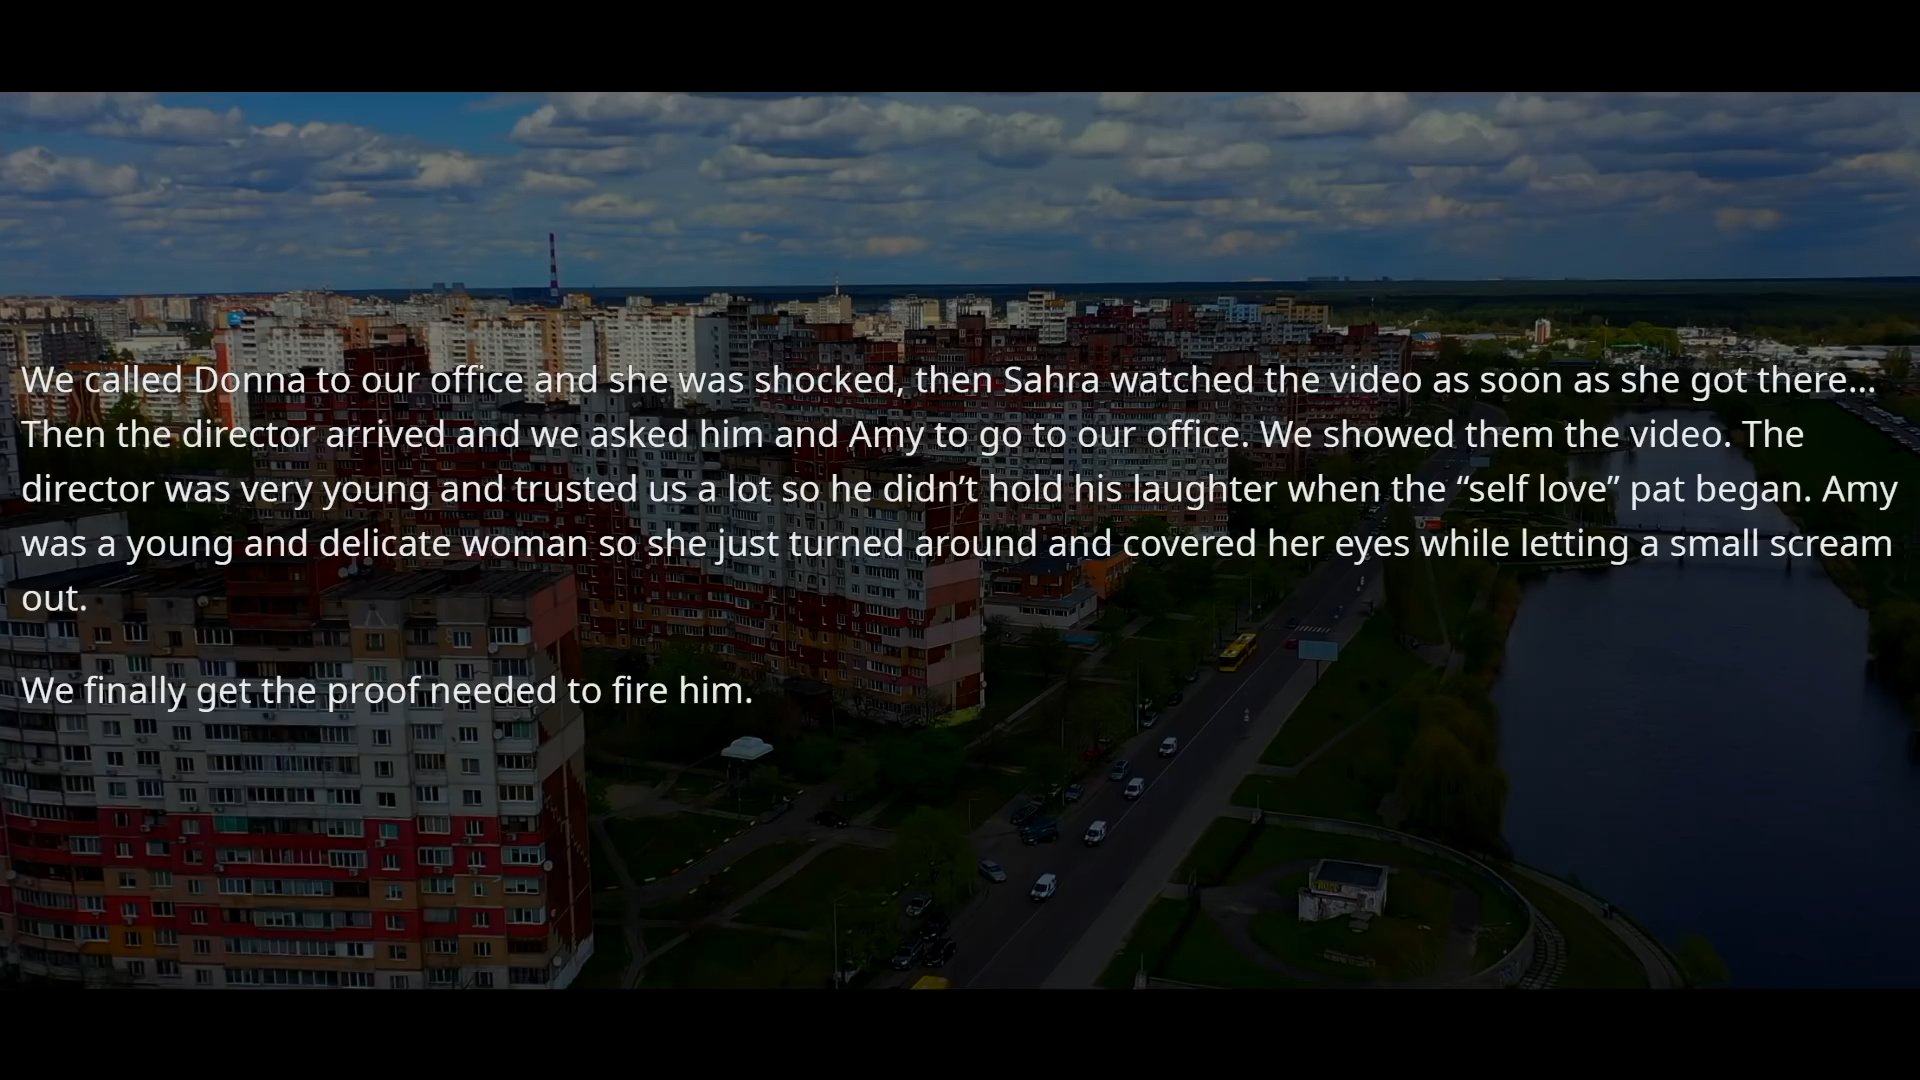 We called Donna to our office and she was shocked, then Sahra watched the video as soon as she got there...
Then the director arrived and we asked him and Amy to go to our office. We showed them the video. The
director was very young and trusted us a lot so he didn’t hold his laughter when the “self love” pat began. Amy
was a young and delicate woman so she just turned around and covered her eyes while letting a small scream
out.
We finally get the proof needed to fire him.